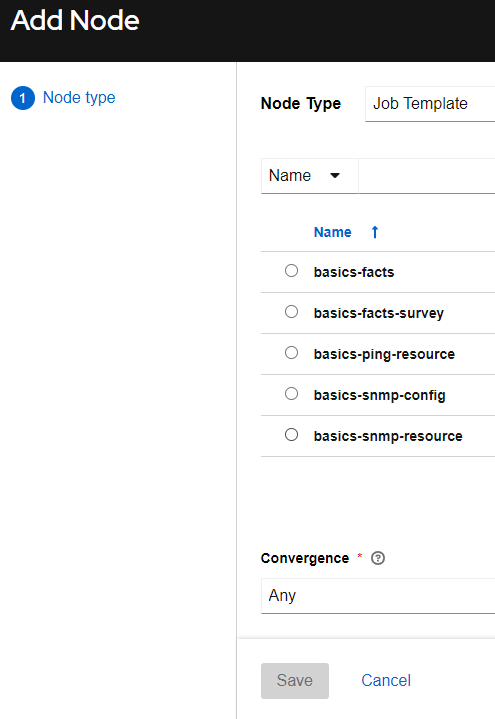 Add Node
1 Node type
Node Type Job Template
Name
Name
basics-facts
basics-facts-survey
basics-ping-resource
basics-snmp-config
basics-snmp-resource
Convergence *
Any
Save Cancel